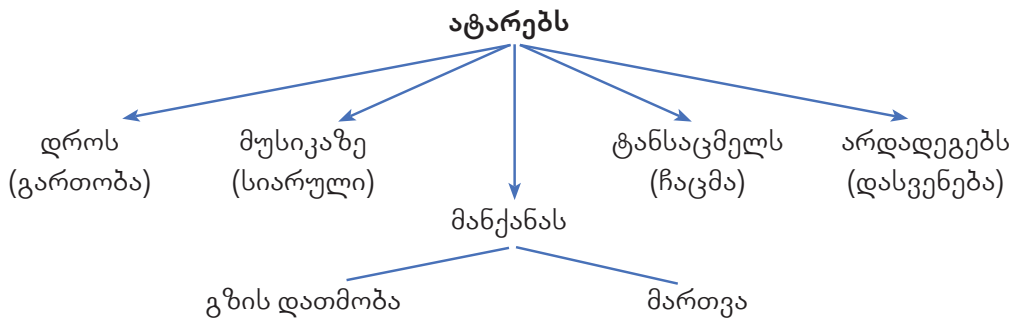 ატარებს
დროს
(გართობა)
მუსიკაზე
(სიარული)
მანქანას
ტანსაცმელს
(ჩაცმა)
არდადეგებს
(დასვენება)
გზის დათმობა
მართვა